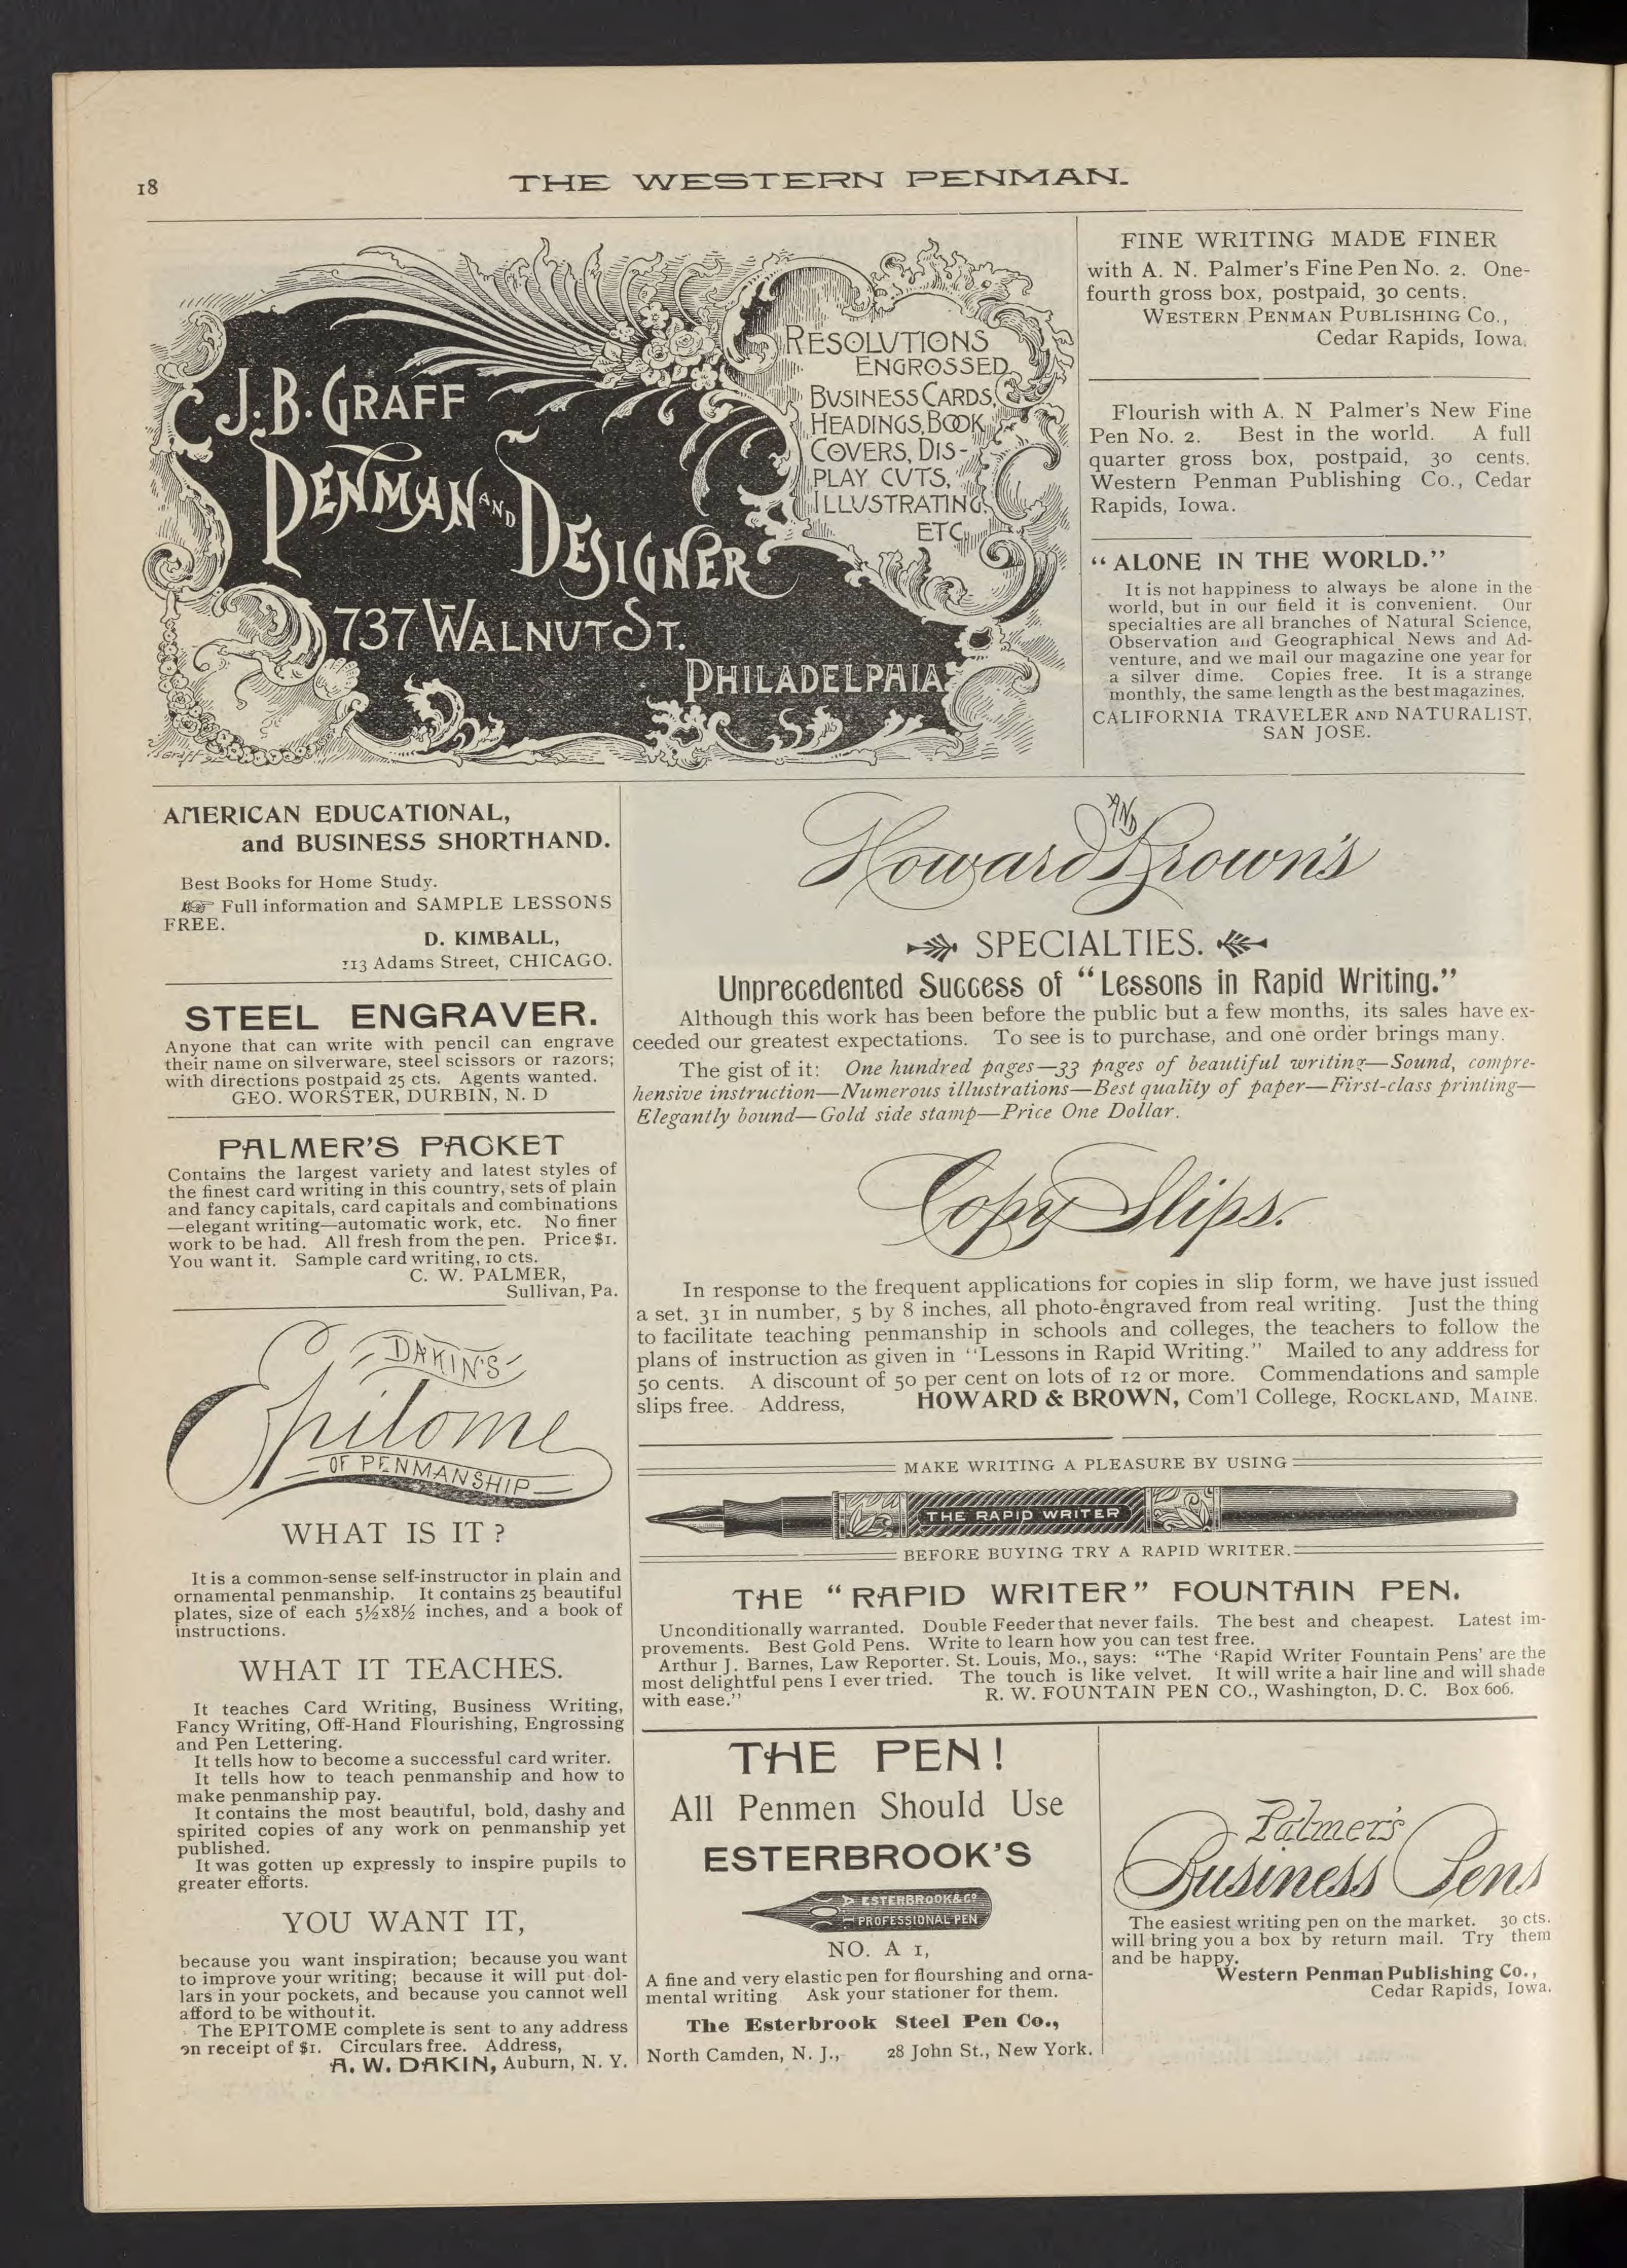 18
THE WESTERN PENMAN.
J. B. GRAFF
PENMAN AND DESIGNER
737 WALNUT ST.
PHILADELPHIA
RESOLUTIONS
ENGROSSED,
BUSINESS CARDS,
HEADINGS, BOOK
COVERS, DIS-
PLAY CUTS,
ILLUSTRATING,
ETC.
Graff
FINE WRITING MADE FINER
with A. N. Palmer's Fine Pen No. 2. One-
fourth gross box, postpaid, 30 cents.
WESTERN PENMAN PUBLISHING CO.,
Cedar Rapids, Iowa.
Flourish with A. N Palmer's New Fine
Pen No. 2. Best in the world. A full
quarter gross box, postpaid, 30 cents.
Western Penman Publishing Co., Cedar
Rapids, Iowa.
"ALONE IN THE WORLD."
It is not happiness to always be alone in the
world, but in our field it is convenient. Our
specialties are all branches of Natural Science,
Observation and Geographical News and Ad-
venture, and we mail our magazine one year for
a silver dime. Copies free. It is a strange
monthly, the same length as the best magazines.
CALIFORNIA TRAVELER AND NATURALIST,
SAN JOSE.
AMERICAN EDUCATIONAL,
and BUSINESS SHORTHAND.
Best Books for Home Study.
☞ Full information and SAMPLE LESSONS
FREE.
D. KIMBALL,
113 Adams Street, CHICAGO.
STEEL ENGRAVER.
Anyone that can write with pencil can engrave
their name on silverware, steel scissors or razors;
with directions postpaid 25 cts. Agents wanted.
GEO. WORSTER, DURBIN, N. D
PALMER'S PACKET
Contains the largest variety and latest styles of
the finest card writing in this country, sets of plain
and fancy capitals, card capitals and combinations
—elegant writing—automatic work, etc. No finer
work to be had. All fresh from the pen. Price $1.
You want it. Sample card writing, 10 cts.
C. W. PALMER,
Sullivan, Pa.
DAKIN'S
Epitome
OF PENMANSHIP
WHAT IS IT?
It is a common-sense self-instructor in plain and
ornamental penmanship. It contains 25 beautiful
plates, size of each 5½x8½ inches, and a book of
instructions.
WHAT IT TEACHES.
It teaches Card Writing, Business Writing,
Fancy Writing, Off-Hand Flourishing, Engrossing
and Pen Lettering.
It tells how to become a successful card writer.
It tells how to teach penmanship and how to
make penmanship pay.
It contains the most beautiful, bold, dashy and
spirited copies of any work on penmanship yet
published.
It was gotten up expressly to inspire pupils to
greater efforts.
YOU WANT IT,
because you want inspiration; because you want
to improve your writing; because it will put dol-
lars in your pockets, and because you cannot well
afford to be without it.
The EPITOME complete is sent to any address
on receipt of $1. Circulars free. Address,
A. W. DAKIN, Auburn, N. Y.
Howard AND Brown's
SPECIALTIES.
Unprecedented Success of "Lessons in Rapid Writing."
Although this work has been before the public but a few months, its sales have ex-
ceeded our greatest expectations. To see is to purchase, and one order brings many.
The gist of it: One hundred pages—33 pages of beautiful writing—Sound, compre-
hensive instruction—Numerous illustrations—Best quality of paper—First-class printing—
Elegantly bound—Gold side stamp—Price One Dollar.
Copy Slips.
In response to the frequent applications for copies in slip form, we have just issued
a set, 31 in number, 5 by 8 inches, all photo-engraved from real writing. Just the thing
to facilitate teaching penmanship in schools and colleges, the teachers to follow the
plans of instruction as given in "Lessons in Rapid Writing." Mailed to any address for
50 cents. A discount of 50 per cent on lots of 12 or more. Commendations and sample
slips free. Address, HOWARD & BROWN, Com'l College, ROCKLAND, MAINE.
MAKE WRITING A PLEASURE BY USING
THE RAPID WRITER
BEFORE BUYING TRY A RAPID WRITER.
THE "RAPID WRITER" FOUNTAIN PEN.
Unconditionally warranted. Double Feeder that never fails. The best and cheapest. Latest im-
provements. Best Gold Pens. Write to learn how you can test free.
Arthur J. Barnes, Law Reporter. St. Louis, Mo., says: "The 'Rapid Writer Fountain Pens' are the
most delightful pens I ever tried. The touch is like velvet. It will write a hair line and will shade
with ease." R. W. FOUNTAIN PEN CO., Washington, D. C. Box 606.
THE PEN!
All Penmen Should Use
ESTERBROOK'S
ESTERBROOK & CO
A 1 PROFESSIONAL PEN
NO. A 1,
A fine and very elastic pen for flourshing and orna-
mental writing Ask your stationer for them.
The Esterbrook Steel Pen Co.,
North Camden, N. J., 28 John St., New York.
Palmer's
Business Pens
The easiest writing pen on the market. 30 cts.
will bring you a box by return mail. Try them
and be happy.
Western Penman Publishing Co.,
Cedar Rapids, Iowa.